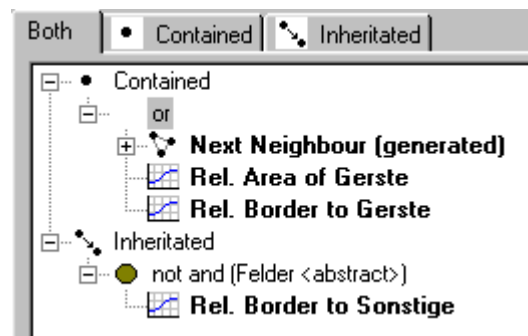 Both Contained Inheritated
Contained
or
Next Neighbour (generated)
Rel. Area of Gerste
Rel. Border to Gerste
Inheritated
not and (Felder <abstract>)
Rel. Border to Sonstige